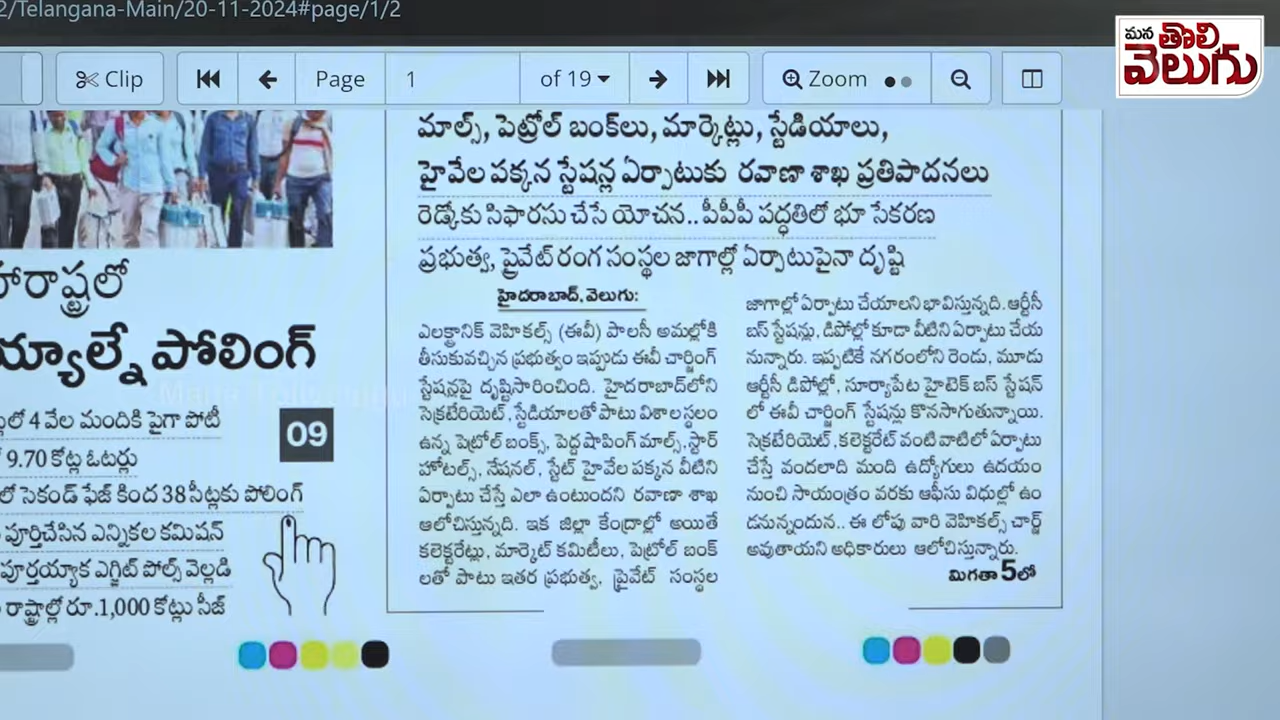 2/Telangana-Main/20-11-2024#page/1/2
మన
తొలి
వెలుగు
Clip
Page
1
of 19
Zoom
మాల్స్, పెట్రోల్ బంక్‌లు, మార్కెట్లు, స్టేడియాలు,
హైవేల పక్కన స్టేషన్ల ఏర్పాటుకు రవాణా శాఖ ప్రతిపాదనలు
రెడ్కోకు సిఫారసు చేసే యోచన..పీపీపీ పద్ధతిలో భూ సేకరణ
ప్రభుత్వ, ప్రైవేట్ రంగ సంస్థల జాగాల్లో ఏర్పాటుపైనా దృష్టి
హైదరాబాద్, వెలుగు:
ఎలక్ట్రానిక్ వెహికల్స్ (ఈవీ) పాలసీ అమల్లోకి
తీసుకువచ్చిన ప్రభుత్వం ఇప్పుడు ఈవీ చార్జింగ్
స్టేషన్లపై దృష్టిసారించింది. హైదరాబాద్‌లోని
సెక్రటేరియెట్, స్టేడియాలతో పాటు విశాల స్థలం
ఉన్న పెట్రోల్ బంక్స్, పెద్ద షాపింగ్ మాల్స్, స్టార్
హోటల్స్, నేషనల్, స్టేట్ హైవేల పక్కన వీటిని
ఏర్పాటు చేస్తే ఎలా ఉంటుందని రవాణా శాఖ
ఆలోచిస్తున్నది. ఇక జిల్లా కేంద్రాల్లో అయితే
కలెక్టరేట్లు, మార్కెట్ కమిటీలు, పెట్రోల్ బంక్
లతో పాటు ఇతర ప్రభుత్వ, ప్రైవేట్ సంస్థల
జాగాల్లో ఏర్పాటు చేయాలని భావిస్తున్నది. ఆర్టీసీ
బస్ స్టేషన్లు, డిపోల్లో కూడా వీటిని ఏర్పాటు చేయ
నున్నారు. ఇప్పటికే నగరంలోని రెండు, మూడు
ఆర్టీసీ డిపోల్లో, సూర్యాపేట హైటెక్ బస్ స్టేషన్
లో ఈవీ చార్జింగ్ స్టేషన్లు కొనసాగుతున్నాయి.
సెక్రటేరియెట్, కలెక్టరేట్ వంటి వాటిలో ఏర్పాటు
చేస్తే వందలాది మంది ఉద్యోగులు ఉదయం
నుంచి సాయంత్రం వరకు ఆఫీసు విధుల్లో ఉం
డనున్నందున.. ఈ లోపు వారి వెహికల్స్ చార్జ్
అవుతాయని అధికారులు ఆలోచిస్తున్నారు.
మిగతా 5లో
హారాష్ట్రలో
య్యాల్నే పోలింగ్
లో 4 వేల మందికి పైగా పోటీ
9.70 కోట్ల ఓటర్లు
లో సెకండ్ ఫేజ్ కింద 38 సీట్లకు పోలింగ్
పూర్తిచేసిన ఎన్నికల కమిషన్
పూర్తయ్యాక ఎగ్జిట్ పోల్స్ వెల్లడి
రాష్ట్రాల్లో రూ.1,000 కోట్లు సీజ్
09